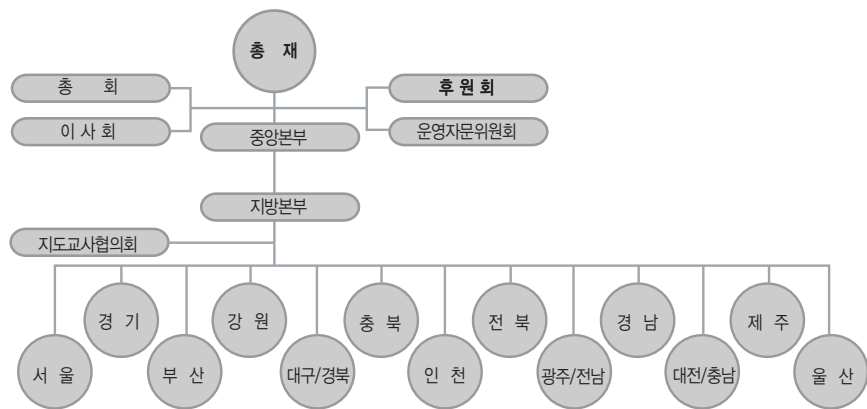 총 재
총 회
후 원 회
이 사 회
중앙본부
운영자문위원회
지방본부
지도교사협의회
경 기
강 원
충 북
전 북
경 남
제 주
서 울
부 산
대구/경북
인 천
광주/전남
대전/충남
울 산